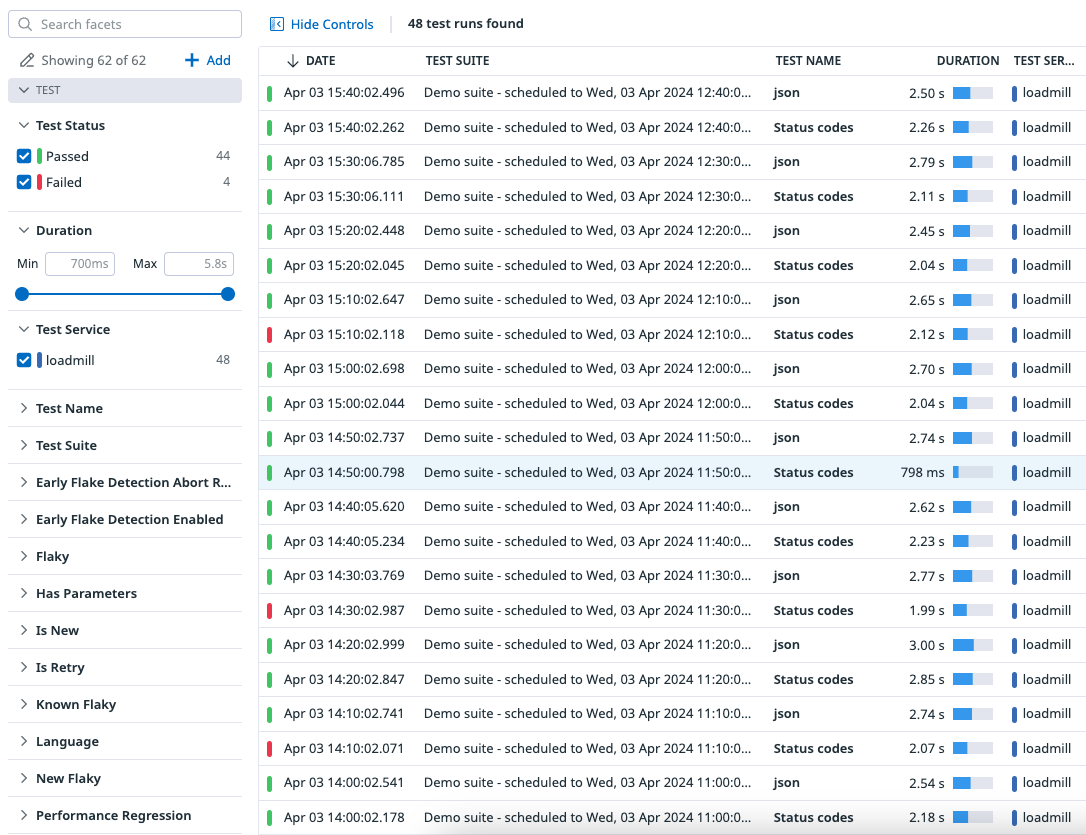 Search facets
Showing 62 of 62
Add
TEST
Test Status
Passed 44
Failed 4
Duration
Min 700ms Max 5.8s
Test Service
loadmill 48
Test Name
Test Suite
Early Flake Detection Abort R...
Early Flake Detection Enabled
Flaky
Has Parameters
Is New
Is Retry
Known Flaky
Language
New Flaky
Performance Regression
Hide Controls 48 test runs found
DATE TEST SUITE TEST NAME DURATION TEST SER...
Apr 03 15:40:02.496 Demo suite - scheduled to Wed, 03 Apr 2024 12:40:0... json 2.50 s loadmill
Apr 03 15:40:02.262 Demo suite - scheduled to Wed, 03 Apr 2024 12:40:0... Status codes 2.26 s loadmill
Apr 03 15:30:06.785 Demo suite - scheduled to Wed, 03 Apr 2024 12:30:0... json 2.79 s loadmill
Apr 03 15:30:06.111 Demo suite - scheduled to Wed, 03 Apr 2024 12:30:0... Status codes 2.11 s loadmill
Apr 03 15:20:02.448 Demo suite - scheduled to Wed, 03 Apr 2024 12:20:0... json 2.45 s loadmill
Apr 03 15:20:02.045 Demo suite - scheduled to Wed, 03 Apr 2024 12:20:0... Status codes 2.04 s loadmill
Apr 03 15:10:02.647 Demo suite - scheduled to Wed, 03 Apr 2024 12:10:0... json 2.65 s loadmill
Apr 03 15:10:02.118 Demo suite - scheduled to Wed, 03 Apr 2024 12:10:0... Status codes 2.12 s loadmill
Apr 03 15:00:02.698 Demo suite - scheduled to Wed, 03 Apr 2024 12:00:0... json 2.70 s loadmill
Apr 03 15:00:02.044 Demo suite - scheduled to Wed, 03 Apr 2024 12:00:0... Status codes 2.04 s loadmill
Apr 03 14:50:02.737 Demo suite - scheduled to Wed, 03 Apr 2024 11:50:0... json 2.74 s loadmill
Apr 03 14:50:00.798 Demo suite - scheduled to Wed, 03 Apr 2024 11:50:0... Status codes 798 ms loadmill
Apr 03 14:40:05.620 Demo suite - scheduled to Wed, 03 Apr 2024 11:40:0... json 2.62 s loadmill
Apr 03 14:40:05.234 Demo suite - scheduled to Wed, 03 Apr 2024 11:40:0... Status codes 2.23 s loadmill
Apr 03 14:30:03.769 Demo suite - scheduled to Wed, 03 Apr 2024 11:30:0... json 2.77 s loadmill
Apr 03 14:30:02.987 Demo suite - scheduled to Wed, 03 Apr 2024 11:30:0... Status codes 1.99 s loadmill
Apr 03 14:20:02.999 Demo suite - scheduled to Wed, 03 Apr 2024 11:20:0... json 3.00 s loadmill
Apr 03 14:20:02.847 Demo suite - scheduled to Wed, 03 Apr 2024 11:20:0... Status codes 2.85 s loadmill
Apr 03 14:10:02.741 Demo suite - scheduled to Wed, 03 Apr 2024 11:10:0... json 2.74 s loadmill
Apr 03 14:10:02.071 Demo suite - scheduled to Wed, 03 Apr 2024 11:10:0... Status codes 2.07 s loadmill
Apr 03 14:00:02.541 Demo suite - scheduled to Wed, 03 Apr 2024 11:00:0... json 2.54 s loadmill
Apr 03 14:00:02.178 Demo suite - scheduled to Wed, 03 Apr 2024 11:00:0... Status codes 2.18 s loadmill